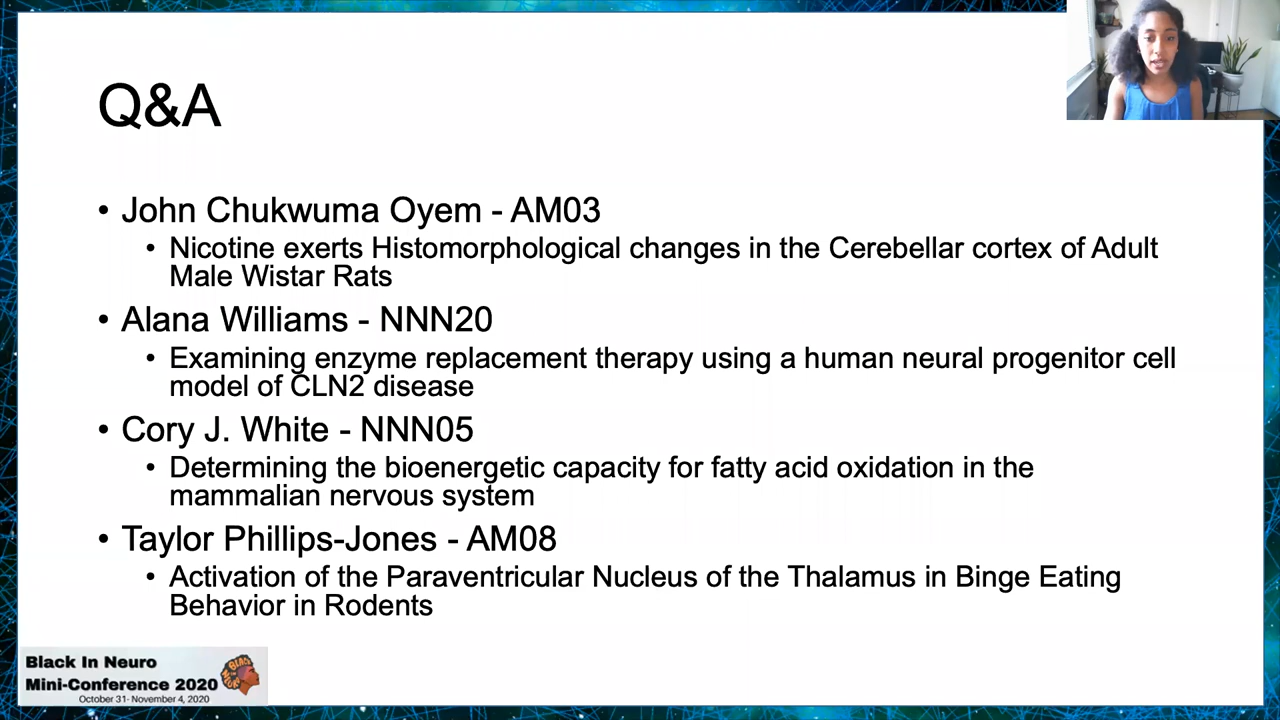 Q&A
• John Chukwuma Oyem - AM03
• Nicotine exerts Histomorphological changes in the Cerebellar cortex of Adult
Male Wistar Rats
• Alana Williams - NNN20
• Examining enzyme replacement therapy using a human neural progenitor cell
model of CLN2 disease
• Cory J. White - NNN05
• Determining the bioenergetic capacity for fatty acid oxidation in the
mammalian nervous system
• Taylor Phillips-Jones - AM08
• Activation of the Paraventricular Nucleus of the Thalamus in Binge Eating
Behavior in Rodents
Black In Neuro
Mini-Conference 2020
October 31- November 4, 2020